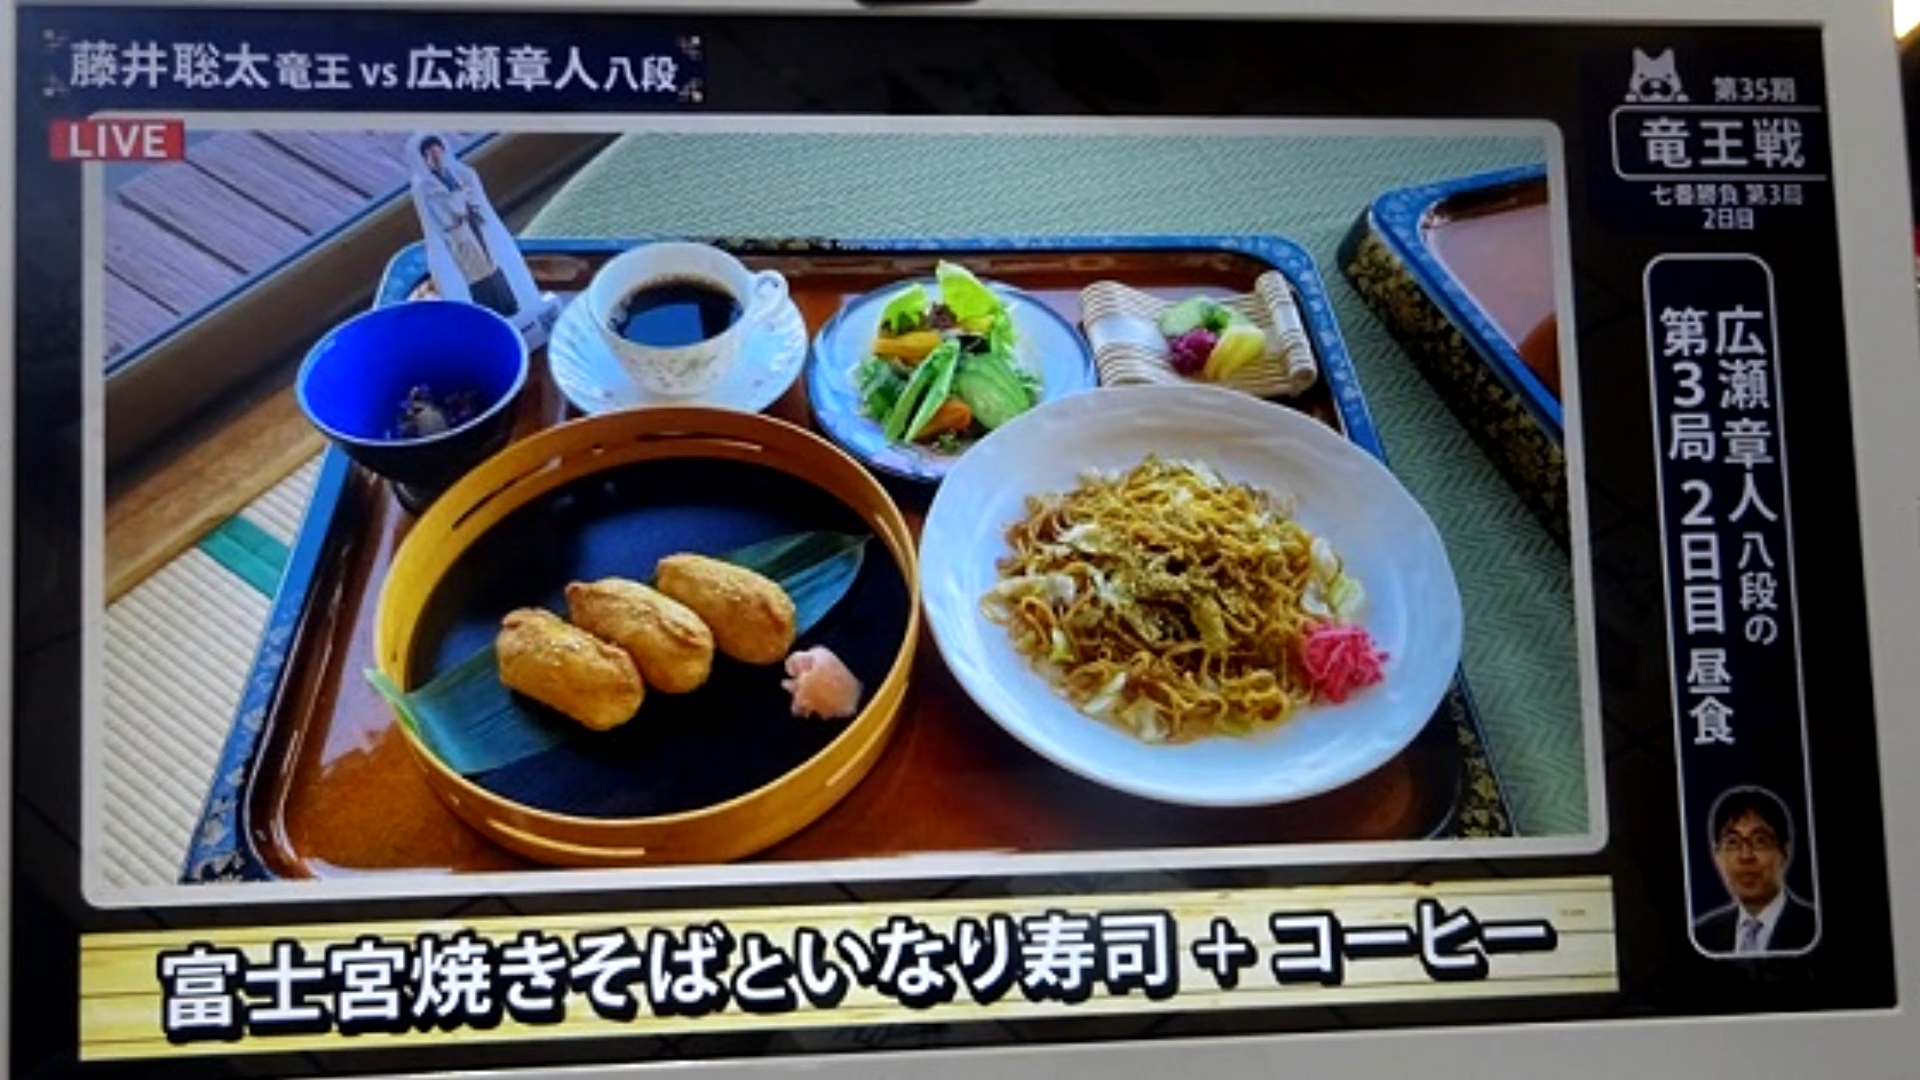 藤井聡太竜王 vs 広瀬章人八段
LIVE
第35期
竜王戦
七番勝負 第3局
2日目
広瀬章人八段の
第3局 2日目 昼食
富士宮焼きそばといなり寿司 + コーヒー